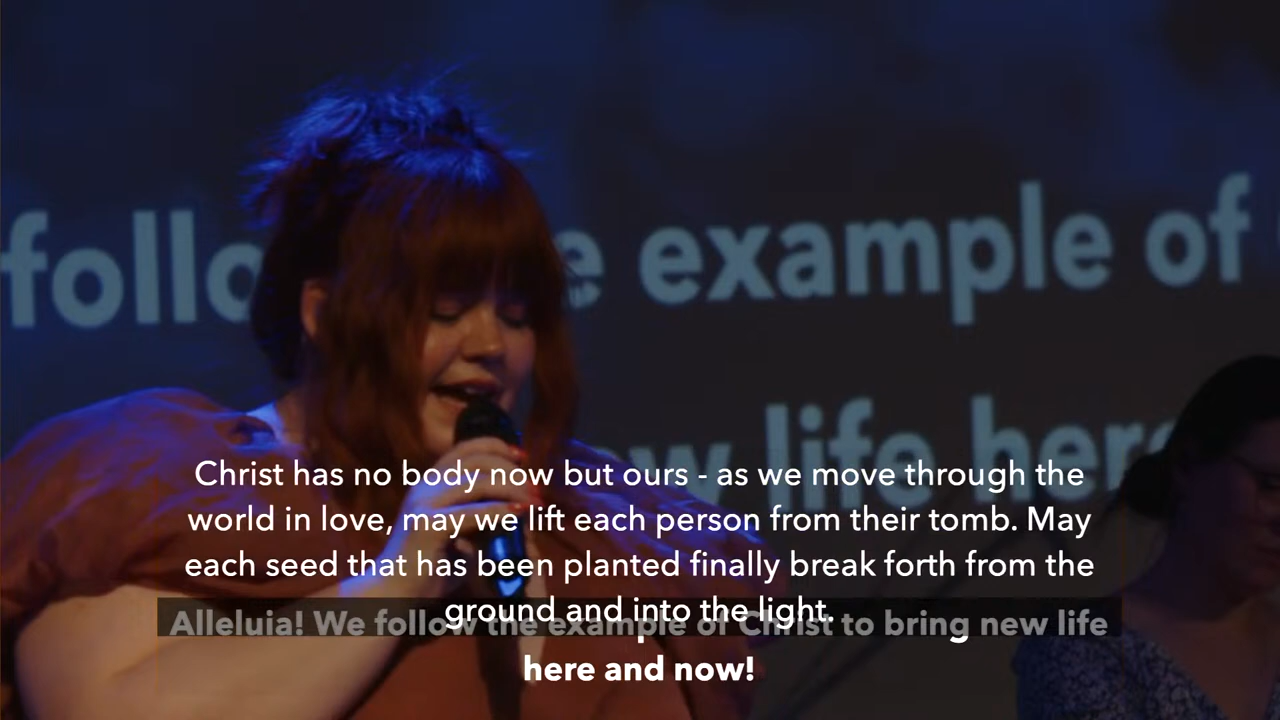 follo e example of
w life here
Christ has no body now but ours - as we move through the
world in love, may we lift each person from their tomb. May
each seed that has been planted finally break forth from the
ground and into the light.
Alleluia! We follow the example of Christ to bring new life
here and now!